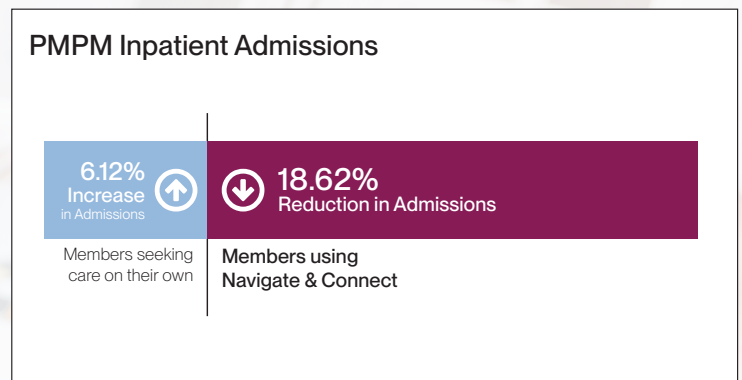 PMPM Inpatient Admissions
6.12%
Increase
in Admissions
18.62%
Reduction in Admissions
Members seeking
care on their own
Members using
Navigate & Connect